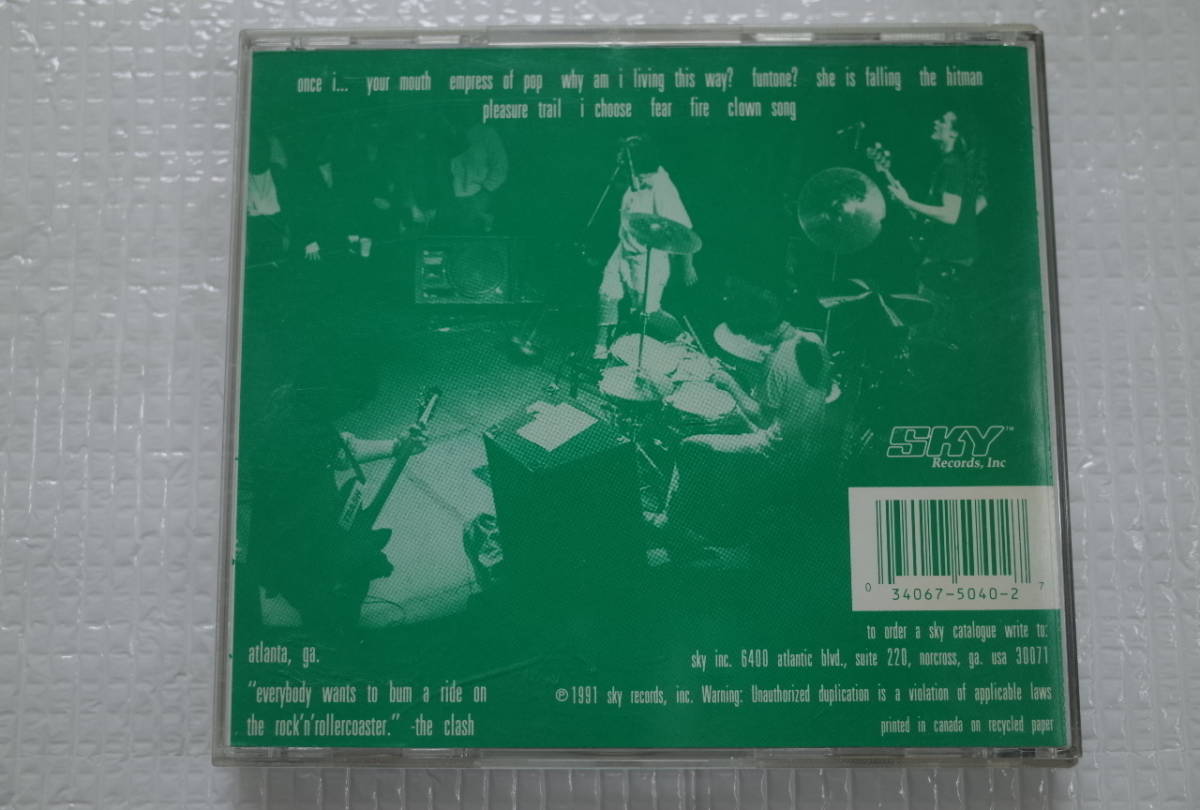 once i... your mouth empress of pop why am i living this way? funtone? she is falling the hitman
pleasure trail i choose fear fire clown song
SKY™
Records, Inc
0 34067-5040-2 7
to order a sky catalogue write to:
atlanta, ga.
sky inc. 6400 atlantic blvd., suite 220, norcross, ga. usa 30071
"everybody wants to bum a ride on
the rock'n'rollercoaster." -the clash
℗1991 sky records, inc. Warning: Unauthorized duplication is a violation of applicable laws
printed in canada on recycled paper